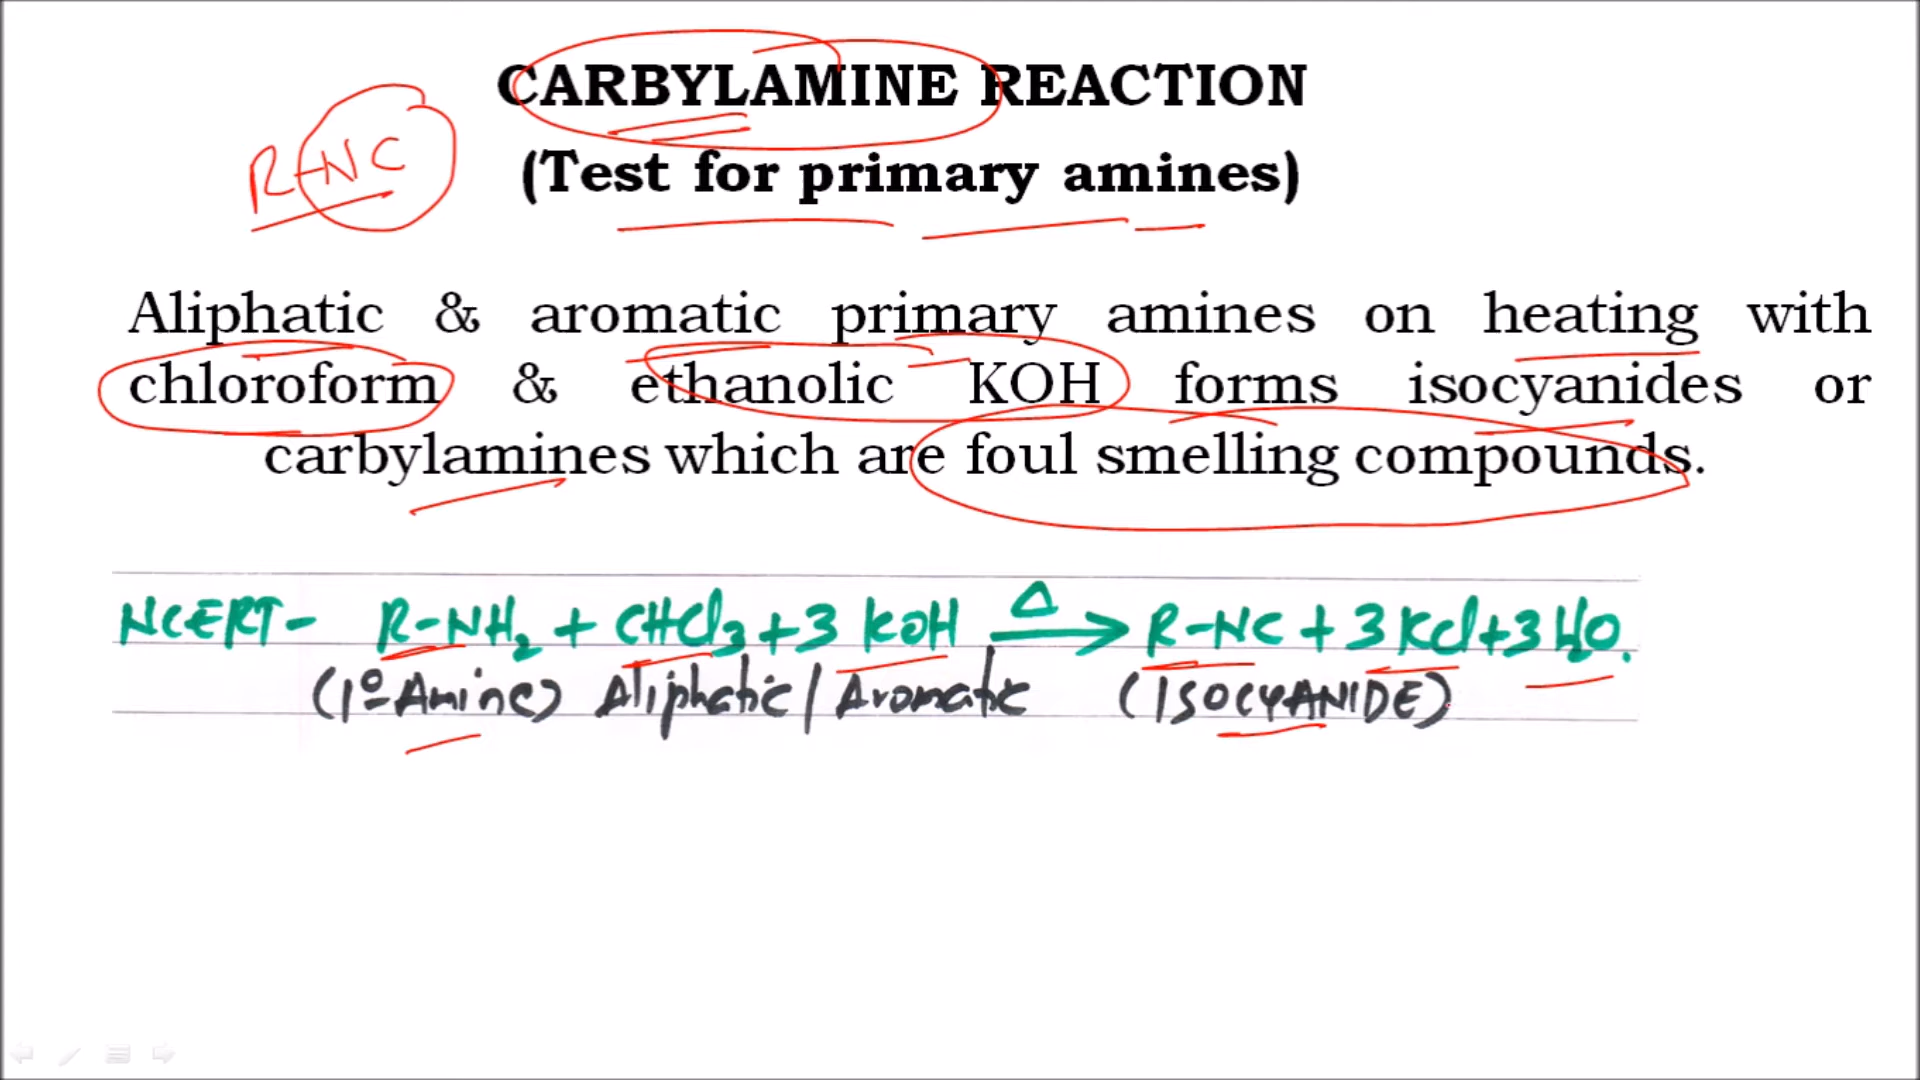 CARBYLAMINE REACTION
R-NC
(Test for primary amines)
Aliphatic & aromatic primary amines on heating with
chloroform & ethanolic KOH forms isocyanides or
carbylamines which are foul smelling compounds.
NCERT- R-NH₂ + CHCl₃ + 3 KOH Δ → R-NC + 3 KCl + 3 H₂O.
(1º Amine) Aliphatic / Aromatic (ISOCYANIDE)